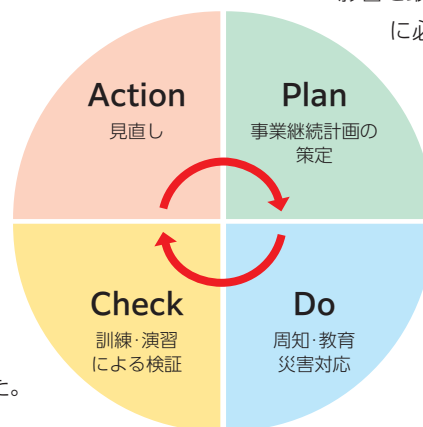 に必
Action
見直し
Plan
事業継続計画の
策定
Check
訓練・演習
による検証
Do
周知・教育
災害対応
た。